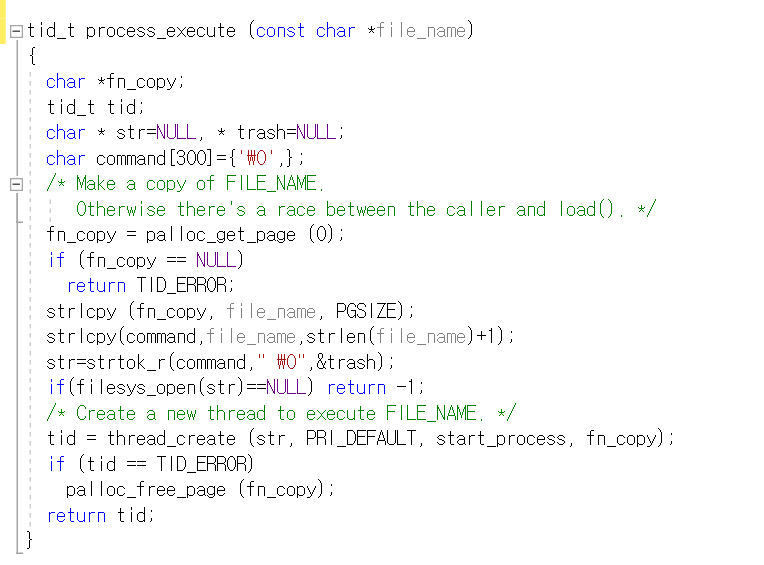 tid_t process_execute (const char *file_name)
{
char *fn_copy;
tid_t tid;
char * str=NULL, * trash=NULL;
char command[300]={'₩0',};
/* Make a copy of FILE_NAME.
Otherwise there's a race between the caller and load(). */
fn_copy = palloc_get_page (0);
if (fn_copy == NULL)
return TID_ERROR;
strlcpy (fn_copy, file_name, PGSIZE);
strlcpy(command,file_name,strlen(file_name)+1);
str=strtok_r(command," ₩0",&trash);
if(filesys_open(str)==NULL) return -1;
/* Create a new thread to execute FILE_NAME. */
tid = thread_create (str, PRI_DEFAULT, start_process, fn_copy);
if (tid == TID_ERROR)
palloc_free_page (fn_copy);
return tid;
}